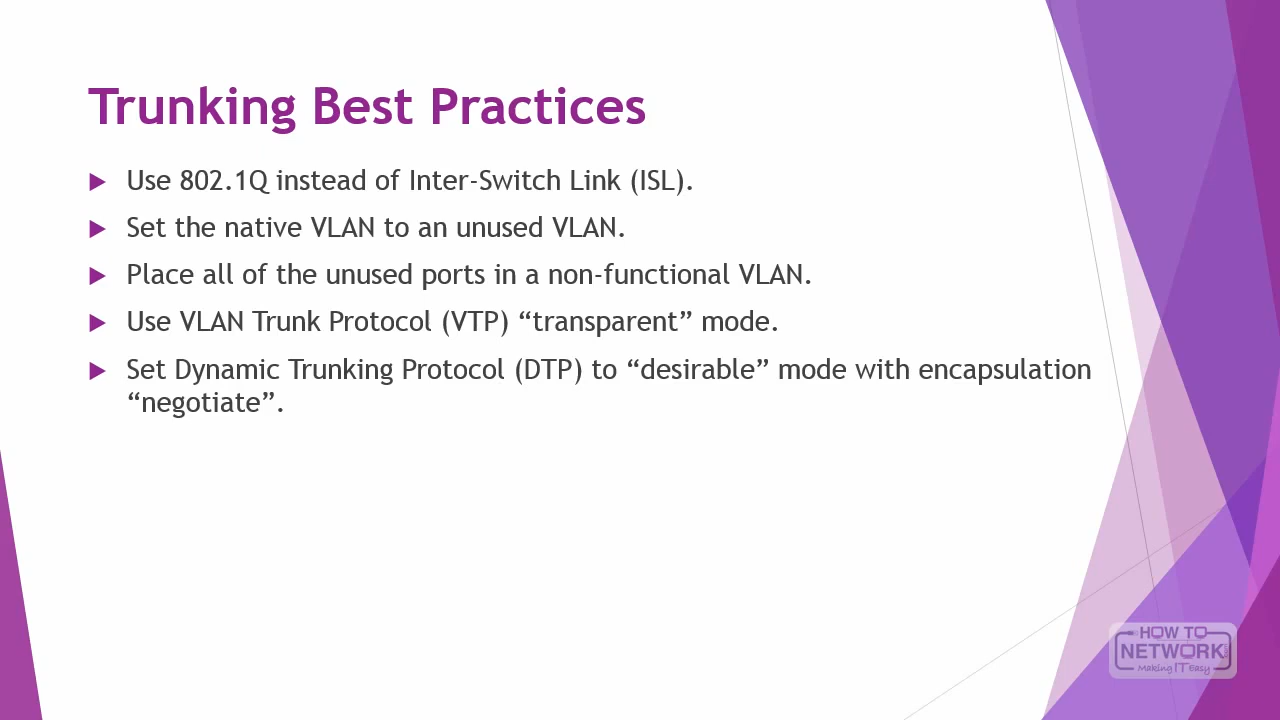 Trunking Best Practices
Use 802.1Q instead of Inter-Switch Link (ISL).
Set the native VLAN to an unused VLAN.
Place all of the unused ports in a non-functional VLAN.
Use VLAN Trunk Protocol (VTP) “transparent” mode.
Set Dynamic Trunking Protocol (DTP) to “desirable” mode with encapsulation
“negotiate”.
HOW TO
NETWORK
Making IT Easy